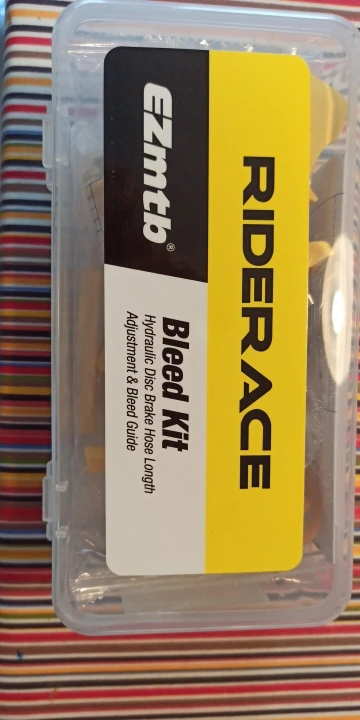 RIDERACE
EZmtb®
Bleed Kit
Hydraulic Disc Brake Hose Length
Adjustment & Bleed Guide